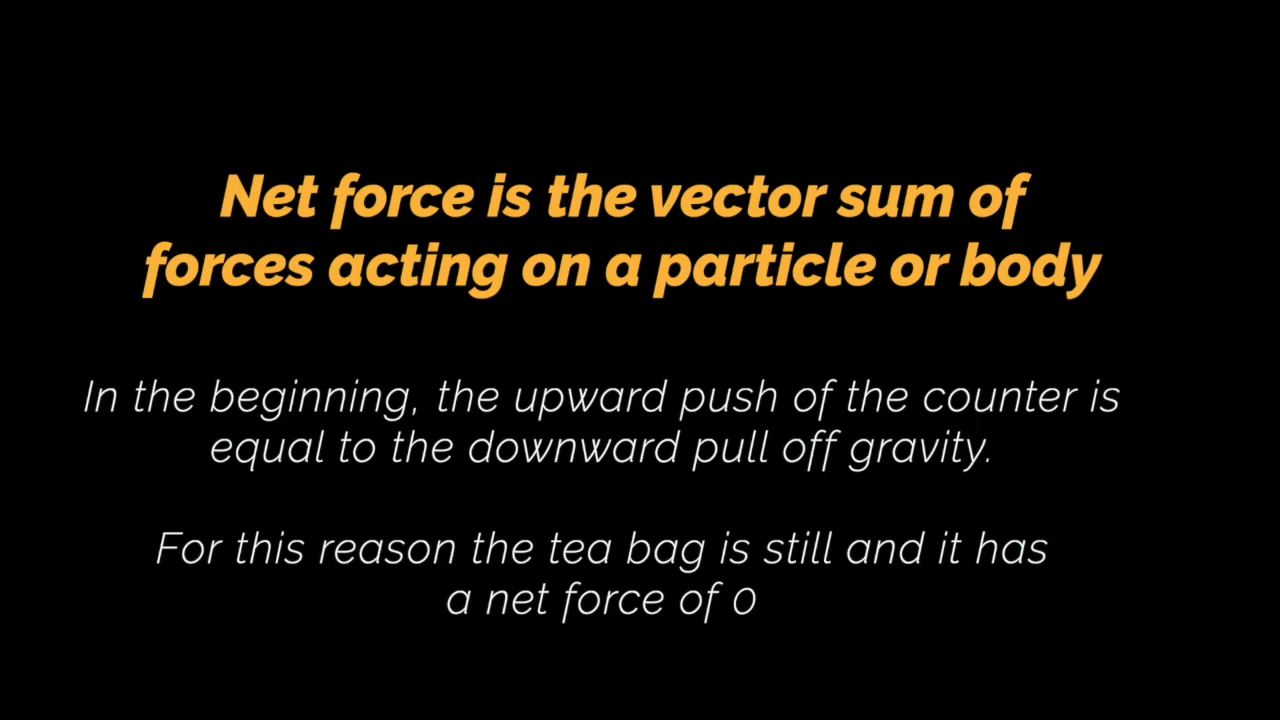 Net force is the vector sum of
forces acting on a particle or body
In the beginning, the upward push of the counter is
equal to the downward pull off gravity.
For this reason the tea bag is still and it has
a net force of 0